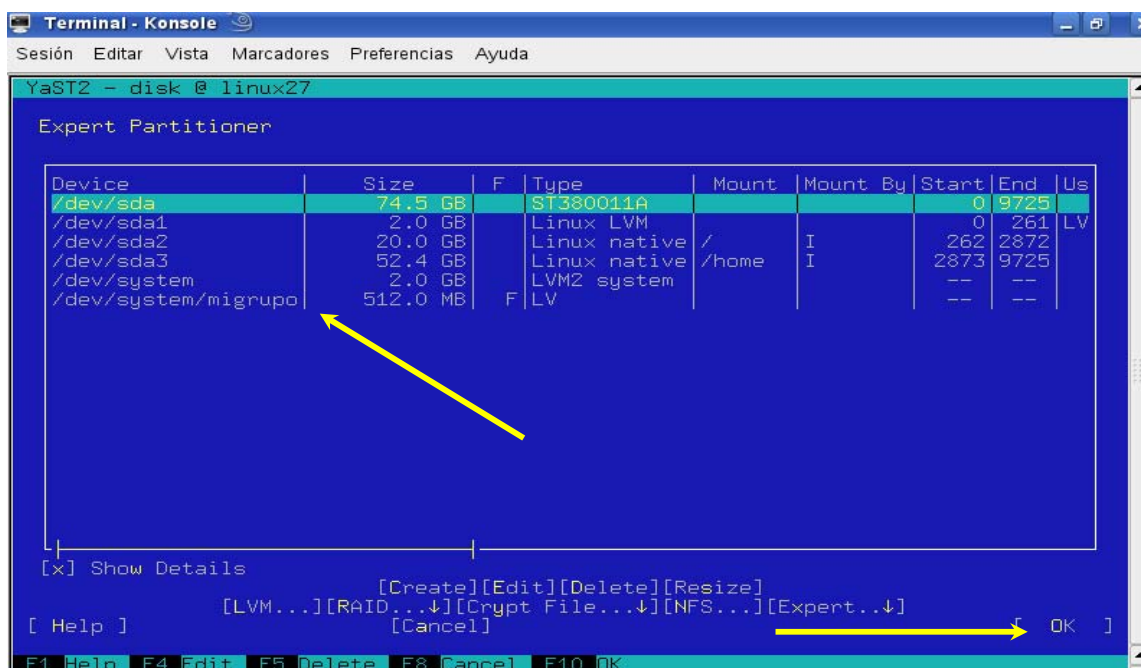 Terminal - Konsole
Sesión Editar Vista Marcadores Preferencias Ayuda
YaST2 - disk @ linux27
Expert Partitioner
Device | Size | F | Type | Mount | Mount By | Start | End | Us
/dev/sda | 74.5 GB | | ST380011A | | | 0 | 9725 |
/dev/sda1 | 2.0 GB | | Linux LVM | | | 0 | 261 | LV
/dev/sda2 | 20.0 GB | | Linux native | / | I | 262 | 2872 |
/dev/sda3 | 52.4 GB | | Linux native | /home | I | 2873 | 9725 |
/dev/system | 2.0 GB | | LVM2 system | | | -- | -- |
/dev/system/migrupo | 512.0 MB | F | LV | | | -- | -- |
[x] Show Details
[Create][Edit][Delete][Resize]
[LVM...][RAID...↓][Crypt File...↓][NFS...][Expert..↓]
[ Help ] [Cancel] [ OK ]
F1 Help F4 Edit F5 Delete F8 Cancel F10 OK